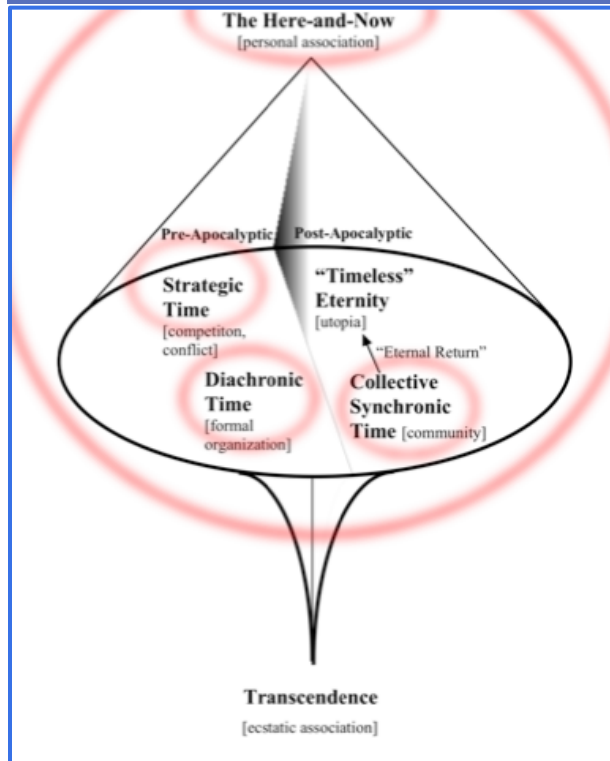 The Here-and-Now
[personal association]
Pre-Apocalyptic
Post-Apocalyptic
Strategic
Time
[competiton,
conflict]
"Timeless"
Eternity
[utopia]
"Eternal Return"
Diachronic
Time
[formal
organization]
Collective
Synchronic
Time [community]
Transcendence
[ecstatic association]